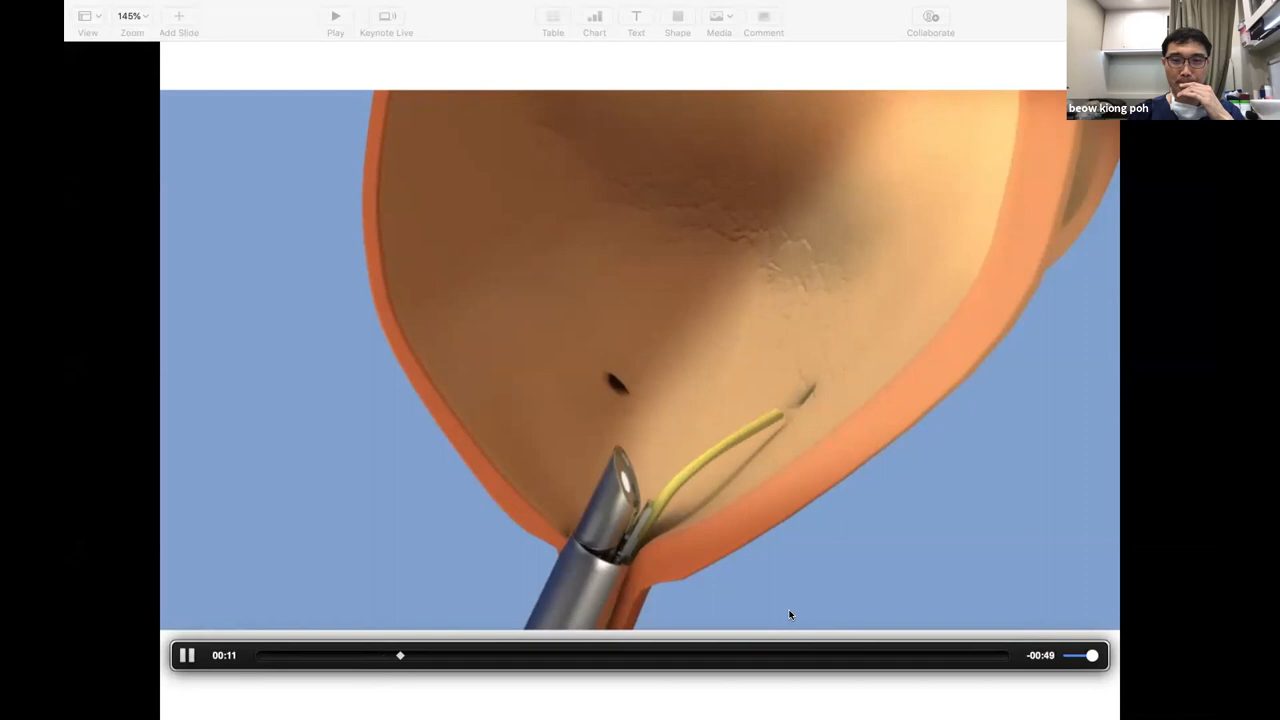 145%
View
Zoom
Add Slide
Play
Keynote Live
Table
Chart
Text
Shape
Media
Comment
Collaborate
beow kiong poh
00:11
-00:49